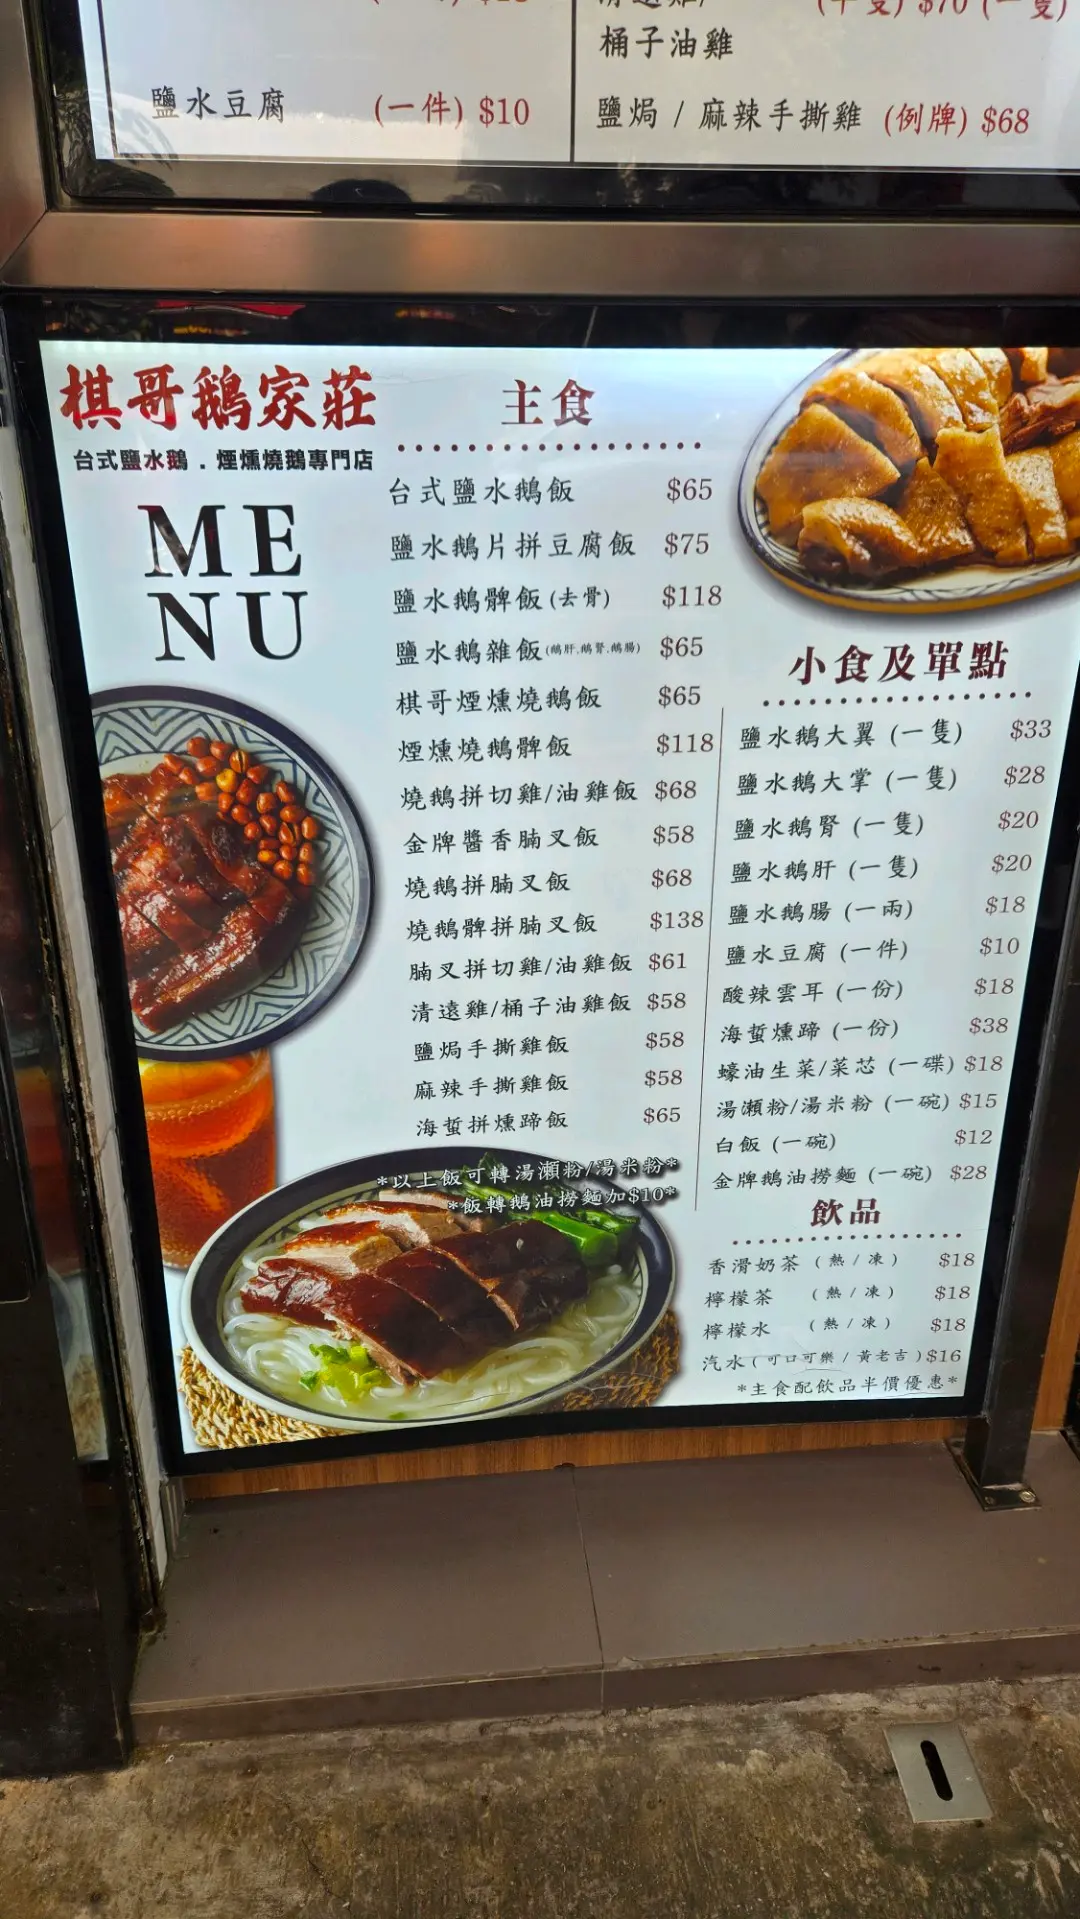 桶子油雞
鹽水豆腐 (一件) $10
鹽焗 / 麻辣手撕雞 (例牌) $68
棋哥鵝家莊
台式鹽水鵝．煙燻燒鵝專門店
ME
NU
主食
台式鹽水鵝飯 $65
鹽水鵝片拼豆腐飯 $75
鹽水鵝髀飯(去骨) $118
鹽水鵝雜飯(鵝肝.鵝腎.鵝腸) $65
棋哥煙燻燒鵝飯 $65
煙燻燒鵝髀飯 $118
燒鵝拼切雞/油雞飯 $68
金牌醬香腩叉飯 $58
燒鵝拼腩叉飯 $68
燒鵝髀拼腩叉飯 $138
腩叉拼切雞/油雞飯 $61
清遠雞/桶子油雞飯 $58
鹽焗手撕雞飯 $58
麻辣手撕雞飯 $58
海蜇拼燻蹄飯 $65
*以上飯可轉湯瀨粉/湯米粉*
*飯轉鵝油撈麵加$10*
小食及單點
鹽水鵝大翼 (一隻) $33
鹽水鵝大掌 (一隻) $28
鹽水鵝腎 (一隻) $20
鹽水鵝肝 (一隻) $20
鹽水鵝腸 (一兩) $18
鹽水豆腐 (一件) $10
酸辣雲耳 (一份) $18
海蜇燻蹄 (一份) $38
蠔油生菜/菜芯 (一碟) $18
湯瀨粉/湯米粉 (一碗) $15
白飯 (一碗) $12
金牌鵝油撈麵 (一碗) $28
飲品
香滑奶茶 (熱/凍) $18
檸檬茶 (熱/凍) $18
檸檬水 (熱/凍) $18
汽水(可口可樂/黃老吉)$16
*主食配飲品半價優惠*